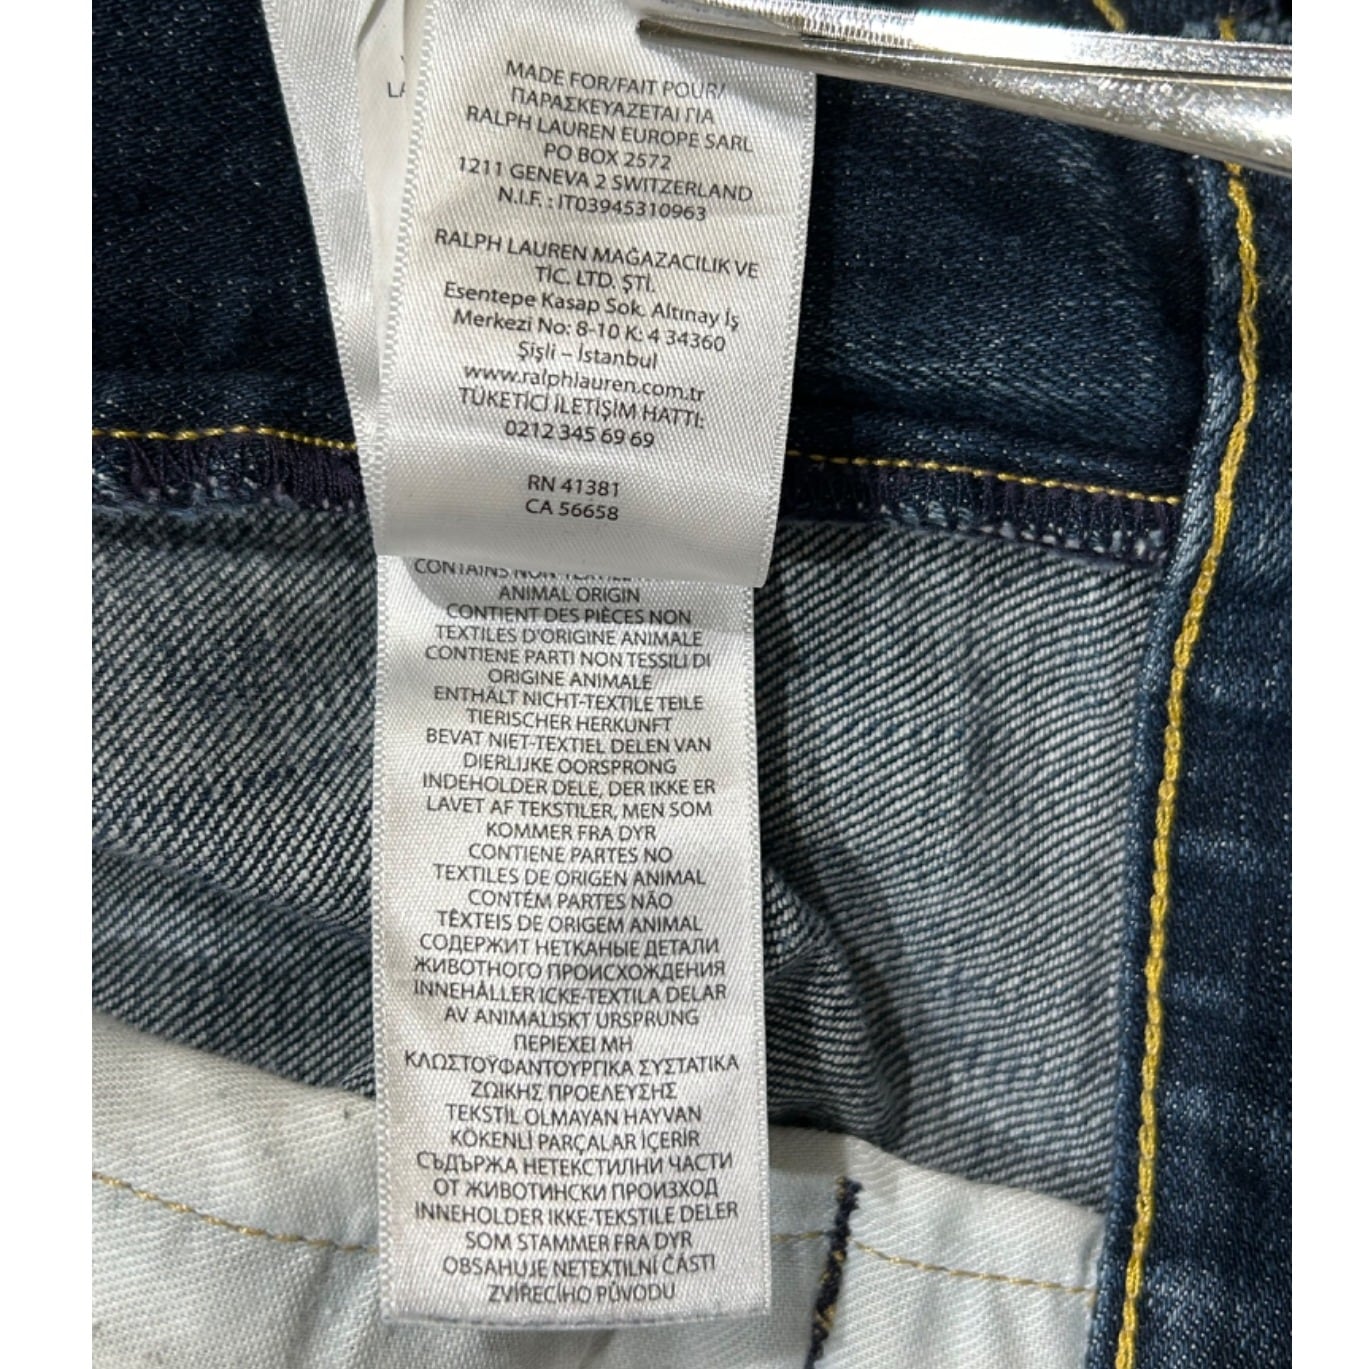 LA
MADE FOR/FAIT POUR/
ΠΑΡΑΣΚΕΥΑΖΕΤΑΙ ΓΙΑ
RALPH LAUREN EUROPE SARL
PO BOX 2572
1211 GENEVA 2 SWITZERLAND
N.I.F. : IT03945310963
RALPH LAUREN MAĞAZACILIK VE
TİC. LTD. ŞTİ.
Esentepe Kasap Sok. Altınay İş
Merkezi No: 8-10 K: 4 34360
Şişli – İstanbul
www.ralphlauren.com.tr
TÜKETİCİ İLETİŞİM HATTI:
0212 345 69 69
RN 41381
CA 56658
CONTAINS NON-TEXTILE
ANIMAL ORIGIN
CONTIENT DES PIÈCES NON
TEXTILES D'ORIGINE ANIMALE
CONTIENE PARTI NON TESSILI DI
ORIGINE ANIMALE
ENTHÄLT NICHT-TEXTILE TEILE
TIERISCHER HERKUNFT
BEVAT NIET-TEXTIEL DELEN VAN
DIERLIJKE OORSPRONG
INDEHOLDER DELE, DER IKKE ER
LAVET AF TEKSTILER, MEN SOM
KOMMER FRA DYR
CONTIENE PARTES NO
TEXTILES DE ORIGEN ANIMAL
CONTÉM PARTES NÃO
TÊXTEIS DE ORIGEM ANIMAL
СОДЕРЖИТ НЕТКАНЫЕ ДЕТАЛИ
ЖИВОТНОГО ПРОИСХОЖДЕНИЯ
INNEHÅLLER ICKE-TEXTILA DELAR
AV ANIMALISKT URSPRUNG
ΠΕΡΙΕΧΕΙ ΜΗ
ΚΛΩΣΤΟΫΦΑΝΤΟΥΡΓΙΚΑ ΣΥΣΤΑΤΙΚΑ
ΖΩΙΚΗΣ ΠΡΟΕΛΕΥΣΗΣ
TEKSTİL OLMAYAN HAYVAN
KÖKENLİ PARÇALAR İÇERİR
СЪДЪРЖА НЕТЕКСТИЛНИ ЧАСТИ
ОТ ЖИВОТИНСКИ ПРОИЗХОД
INNEHOLDER IKKE-TEKSTILE DELER
SOM STAMMER FRA DYR
OBSAHUJE NETEXTILNÍ ČÁSTI
ZVÍŘECÍHO PŮVODU